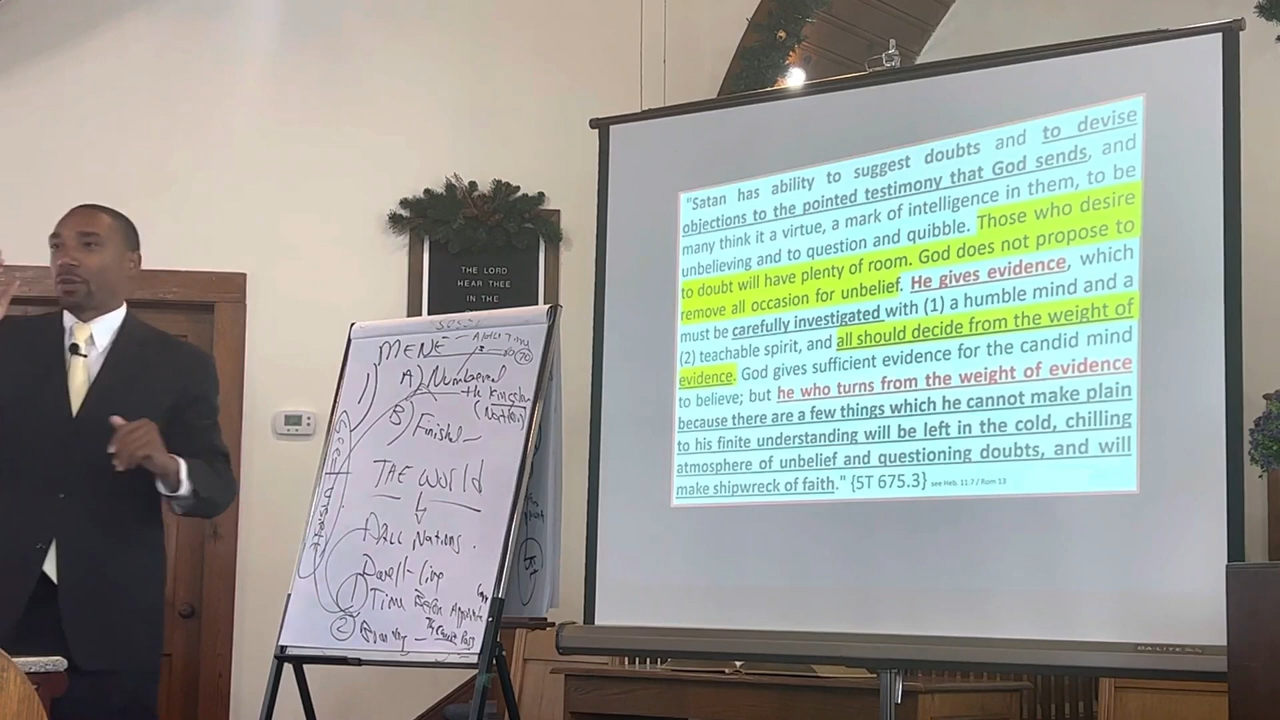 "Satan has ability to suggest doubts and to devise
objections to the pointed testimony that God sends, and
many think it a virtue, a mark of intelligence in them, to be
unbelieving and to question and quibble. Those who desire
to doubt will have plenty of room. God does not propose to
remove all occasion for unbelief. He gives evidence, which
must be carefully investigated with (1) a humble mind and a
(2) teachable spirit, and all should decide from the weight of
evidence. God gives sufficient evidence for the candid mind
to believe; but he who turns from the weight of evidence
because there are a few things which he cannot make plain
to his finite understanding will be left in the cold, chilling
atmosphere of unbelief and questioning doubts, and will
make shipwreck of faith." {5T 675.3} see Heb. 11.7 / Rom 13
THE LORD
HEAR THEE
IN THE
MENE
70
1)
A) Numbered
the Kingdom
B) Finished
THE World
ALL Nations.
1 Time
2
DA-LITE